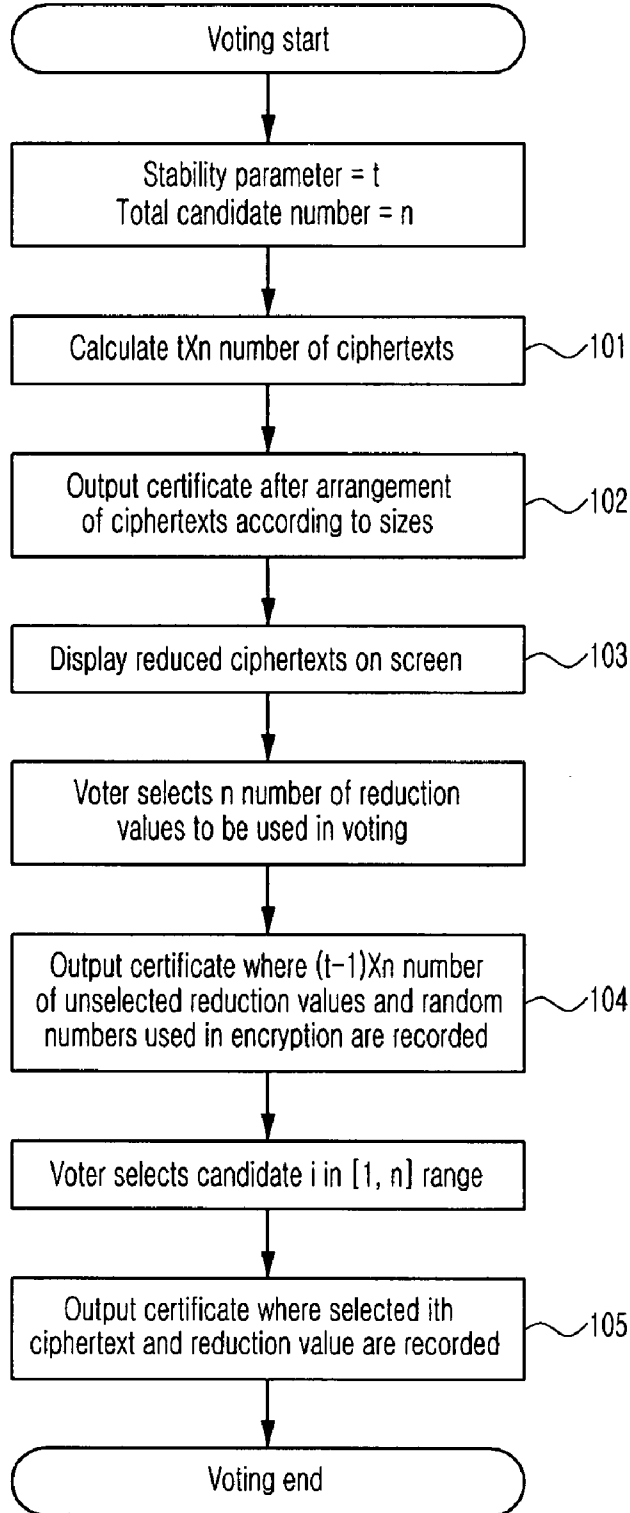 Voting start
Stability parameter = t
Total candidate number = n
Calculate tXn number of ciphertexts
101
Output certificate after arrangement
of ciphertexts according to sizes
102
Display reduced ciphertexts on screen
103
Voter selects n number of reduction
values to be used in voting
Output certificate where (t-1)Xn number
of unselected reduction values and random
numbers used in encryption are recorded
104
Voter selects candidate i in [1, n] range
Output certificate where selected ith
ciphertext and reduction value are recorded
105
Voting end